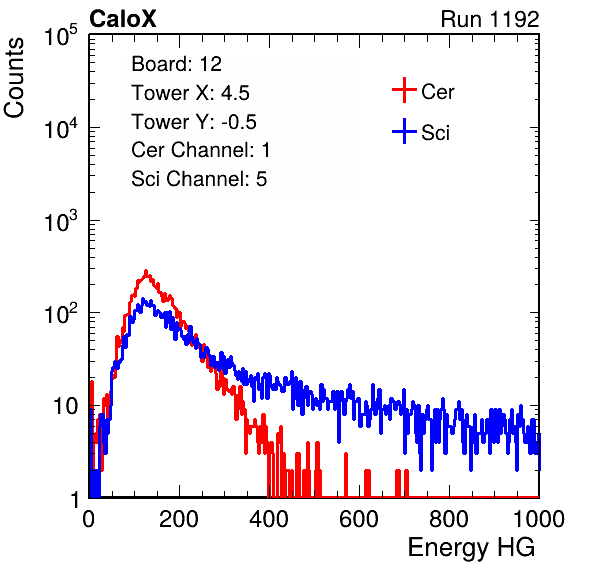 CaloX Run 1192
Counts
Board: 12
Tower X: 4.5
Tower Y: -0.5
Cer Channel: 1
Sci Channel: 5
Cer
Sci
10^5
10^4
10^3
10^2
10
1
0 200 400 600 800 1000
Energy HG